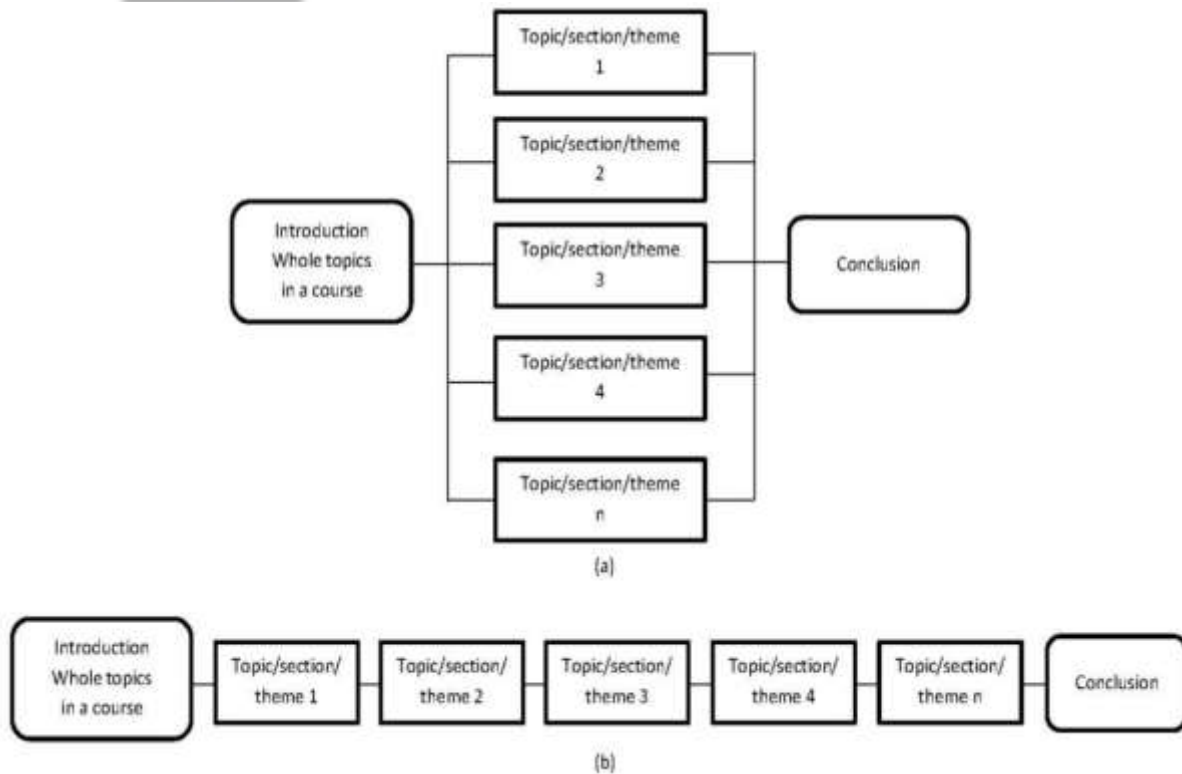 Topic/section/theme
1
Topic/section/theme
2
Introduction
Whole topics
in a course
Topic/section/theme
3
Conclusion
Topic/section/theme
4
Topic/section/theme
n
(a)
Introduction
Whole topics
in a course
Topic/section/
theme 1
Topic/section/
theme 2
Topic/section/
theme 3
Topic/section/
theme 4
Topic/section/
theme n
Conclusion
(b)